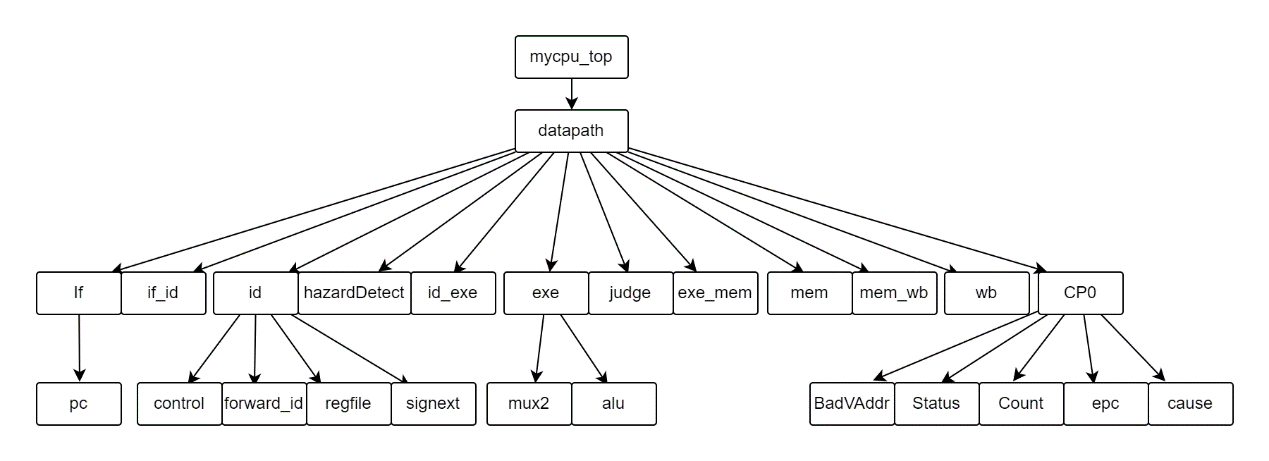 mycpu_top
datapath
If
if_id
id
hazardDetect
id_exe
exe
judge
exe_mem
mem
mem_wb
wb
CP0
pc
control
forward_id
regfile
signext
mux2
alu
BadVAddr
Status
Count
epc
cause